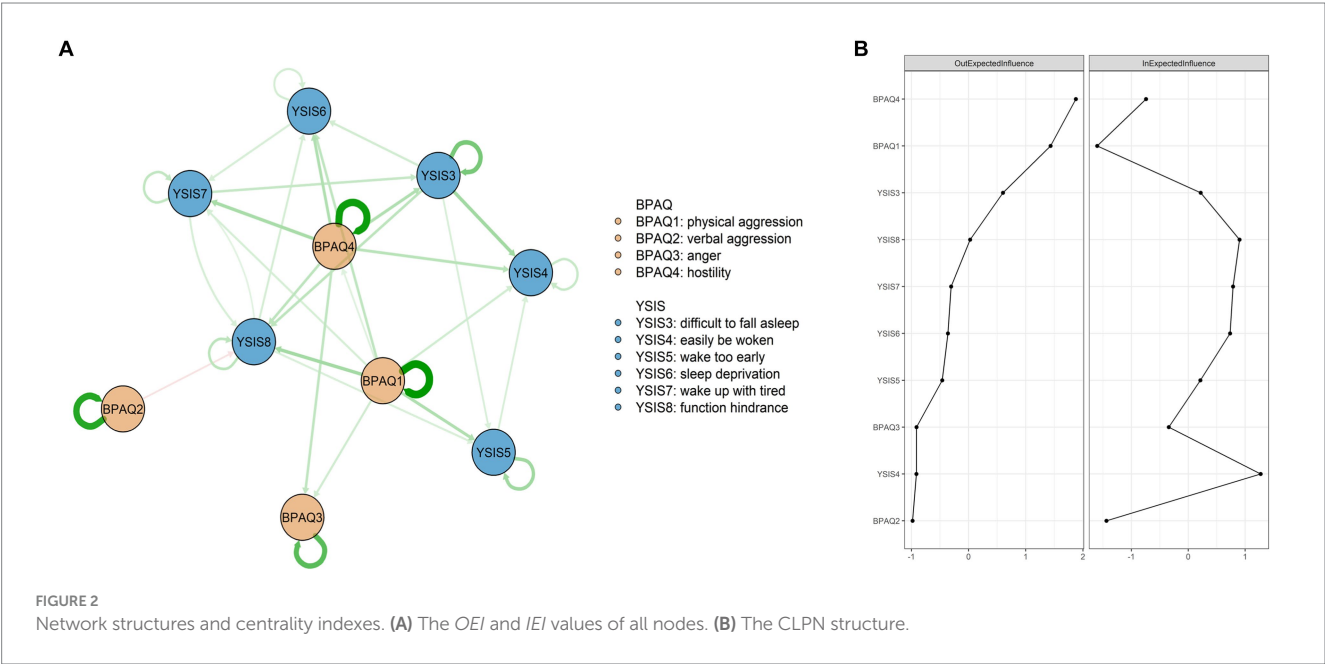 A
YSIS6
YSIS3
YSIS7
BPAQ4
YSIS4
YSIS8
BPAQ1
BPAQ2
YSIS5
BPAQ3
BPAQ
BPAQ1: physical aggression
BPAQ2: verbal aggression
BPAQ3: anger
BPAQ4: hostility
YSIS
YSIS3: difficult to fall asleep
YSIS4: easily be woken
YSIS5: wake too early
YSIS6: sleep deprivation
YSIS7: wake up with tired
YSIS8: function hindrance
B
OutExpectedInfluence InExpectedInfluence
BPAQ4
BPAQ1
YSIS3
YSIS8
YSIS7
YSIS6
YSIS5
BPAQ3
YSIS4
BPAQ2
-1 0 1 2 -1 0 1
FIGURE 2
Network structures and centrality indexes. (A) The OEI and IEI values of all nodes. (B) The CLPN structure.